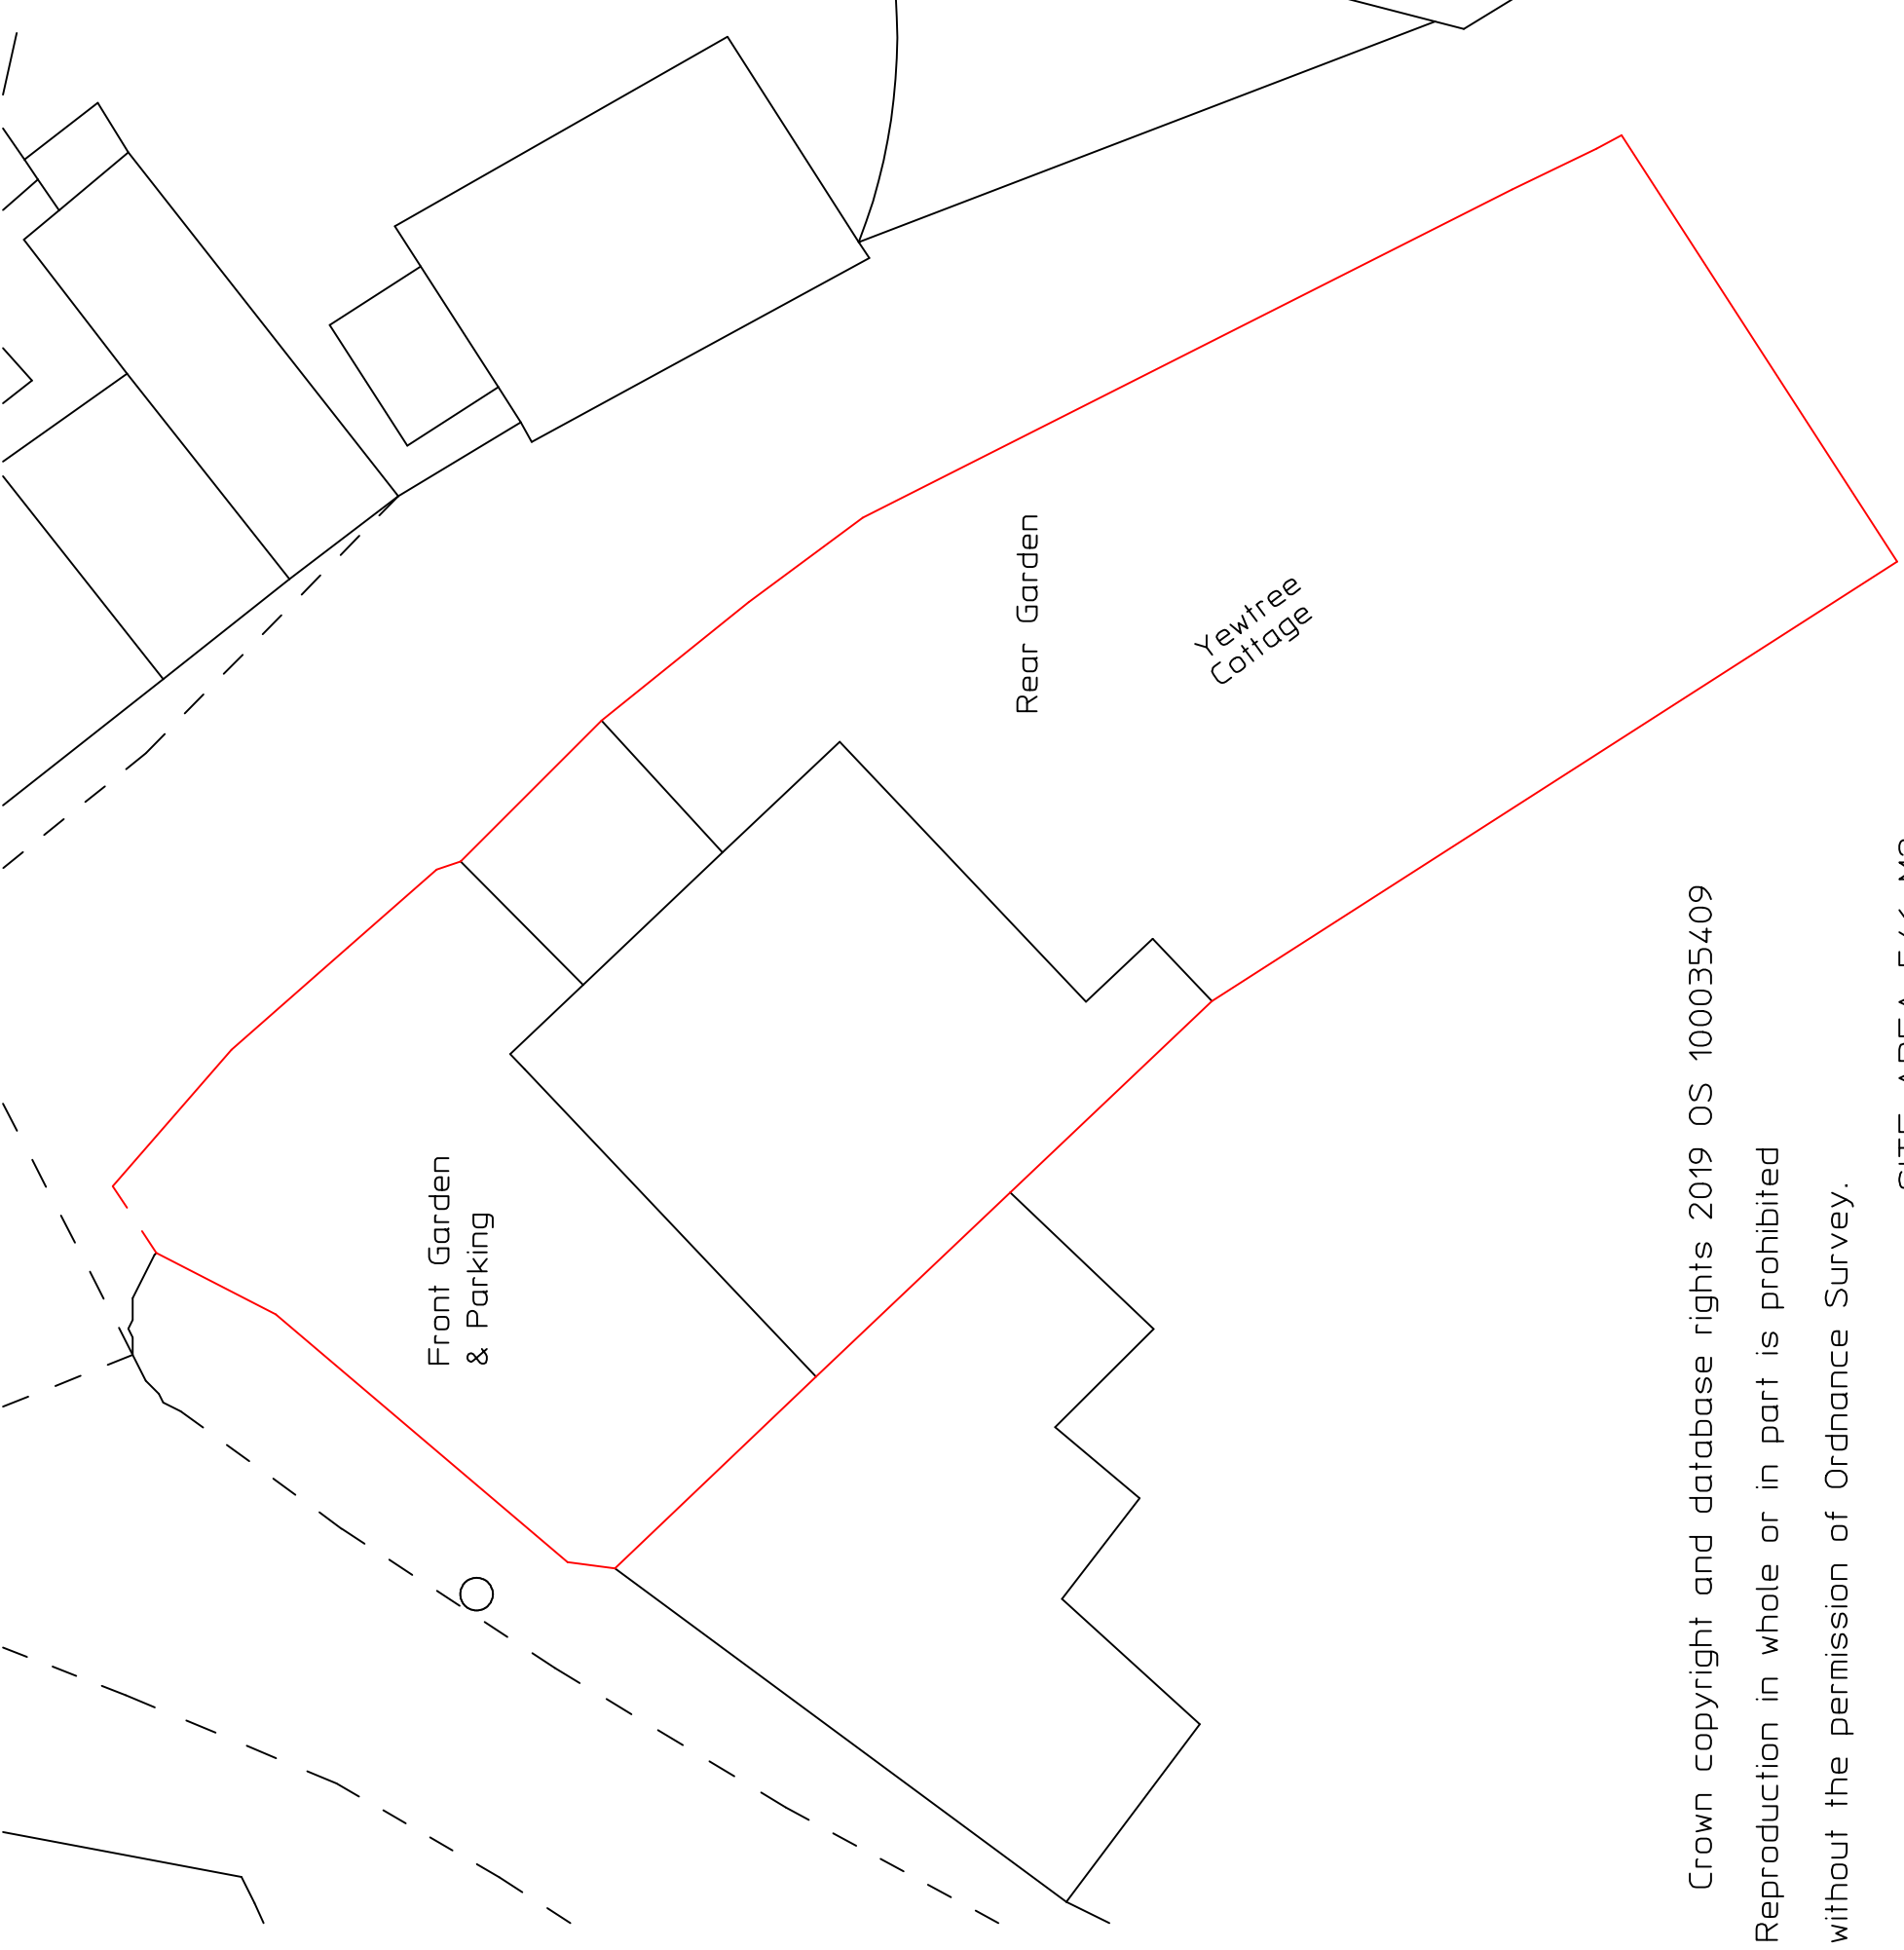 Front Garden
& Parking
Rear Garden
Yewtree
Cottage
Crown copyright and database rights 2019 OS 100035409
Reproduction in whole or in part is prohibited
without the permission of Ordnance Survey.